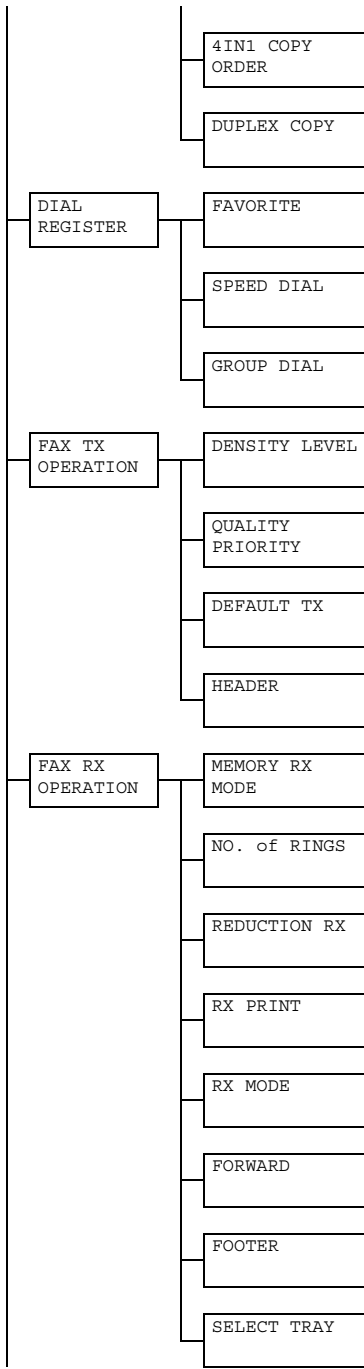 4IN1 COPY
ORDER
DUPLEX COPY
DIAL
REGISTER
FAVORITE
SPEED DIAL
GROUP DIAL
FAX TX
OPERATION
DENSITY LEVEL
QUALITY
PRIORITY
DEFAULT TX
HEADER
FAX RX
OPERATION
MEMORY RX
MODE
NO. of RINGS
REDUCTION RX
RX PRINT
RX MODE
FORWARD
FOOTER
SELECT TRAY